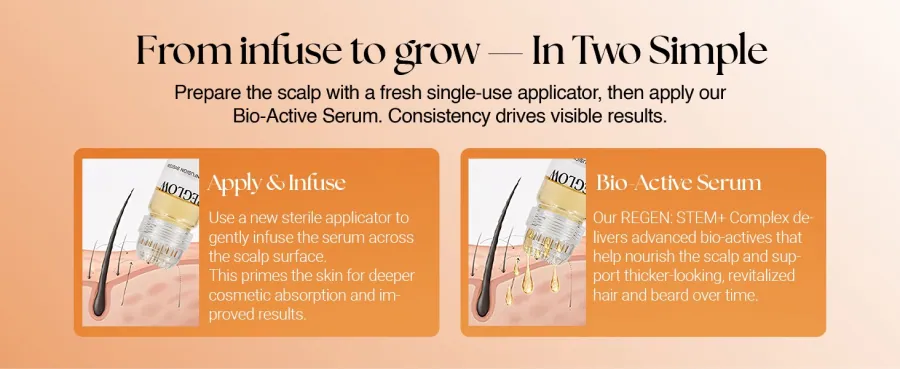 From infuse to grow — In Two Simple
Prepare the scalp with a fresh single-use applicator, then apply our
Bio-Active Serum. Consistency drives visible results.
Apply & Infuse
Use a new sterile applicator to
gently infuse the serum across
the scalp surface.
This primes the skin for deeper
cosmetic absorption and im-
proved results.
EGLOW
Bio-Active Serum
Our REGEN: STEM+ Complex de-
livers advanced bio-actives that
help nourish the scalp and sup-
port thicker-looking, revitalized
hair and beard over time.
EGLOW